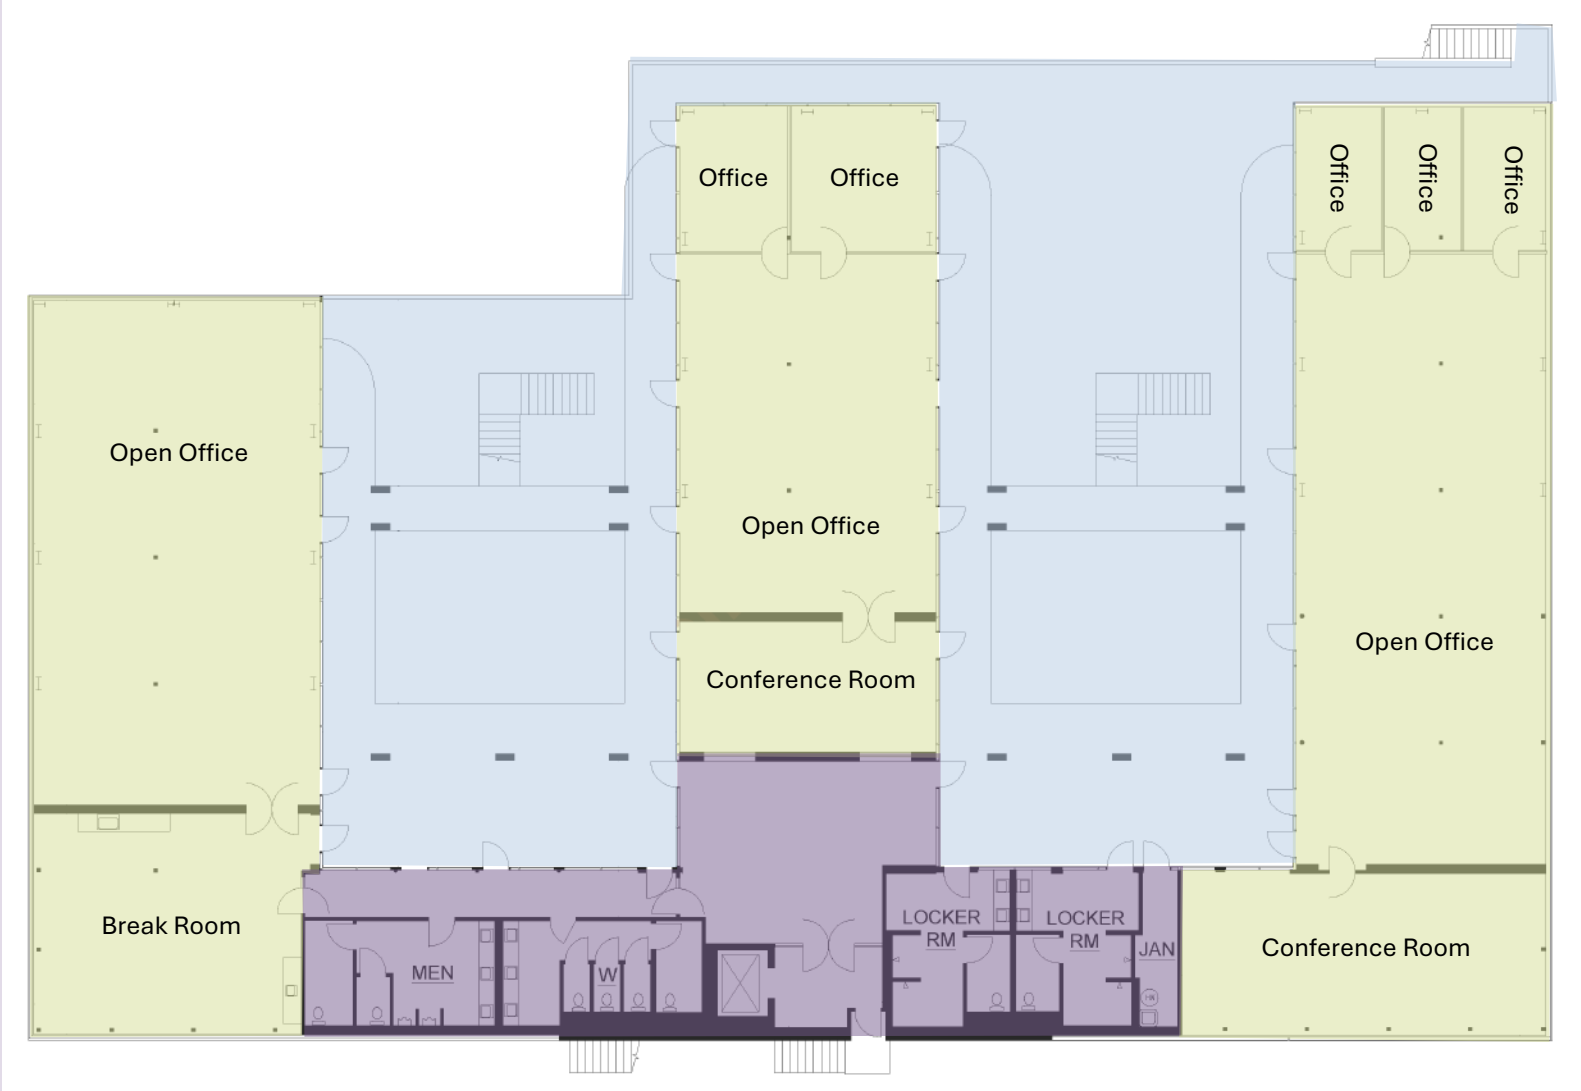 Office
Office
Office
Office
Office
Open Office
Open Office
Open Office
Conference Room
Break Room
LOCKER
RM
LOCKER
RM
JAN
Conference Room
MEN
W